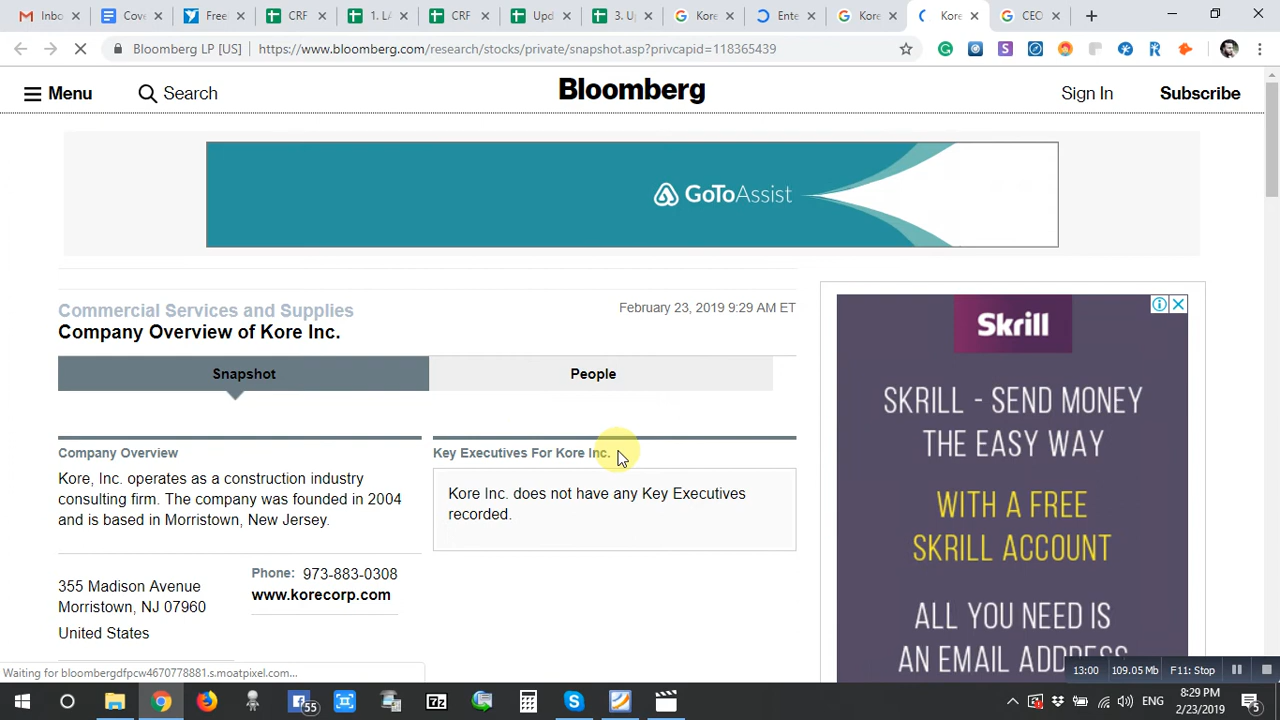 Inbo
Cove
Free
CRF
1. LA
CRF
Ups
3. U
Kore
Ente
Kore
Kore
CEO
Bloomberg LP [US]
https://www.bloomberg.com/research/stocks/private/snapshot.asp?privcapid=118365439
Menu
Search
Bloomberg
Sign In
Subscribe
GoToAssist
Commercial Services and Supplies
February 23, 2019 9:29 AM ET
Company Overview of Kore Inc.
Snapshot
People
Company Overview
Kore, Inc. operates as a construction industry
consulting firm. The company was founded in 2004
and is based in Morristown, New Jersey.
355 Madison Avenue
Morristown, NJ 07960
United States
Phone: 973-883-0308
www.korecorp.com
Key Executives For Kore Inc.
Kore Inc. does not have any Key Executives
recorded.
Skrill
SKRILL - SEND MONEY
THE EASY WAY
WITH A FREE
SKRILL ACCOUNT
ALL YOU NEED IS
AN EMAIL ADDRESS
Waiting for bloombergdfpcw4670778881.s.moatpixel.com...
13:00
109.05 Mb
F11: Stop
55
7z
ENG
8:29 PM
2/23/2019
5